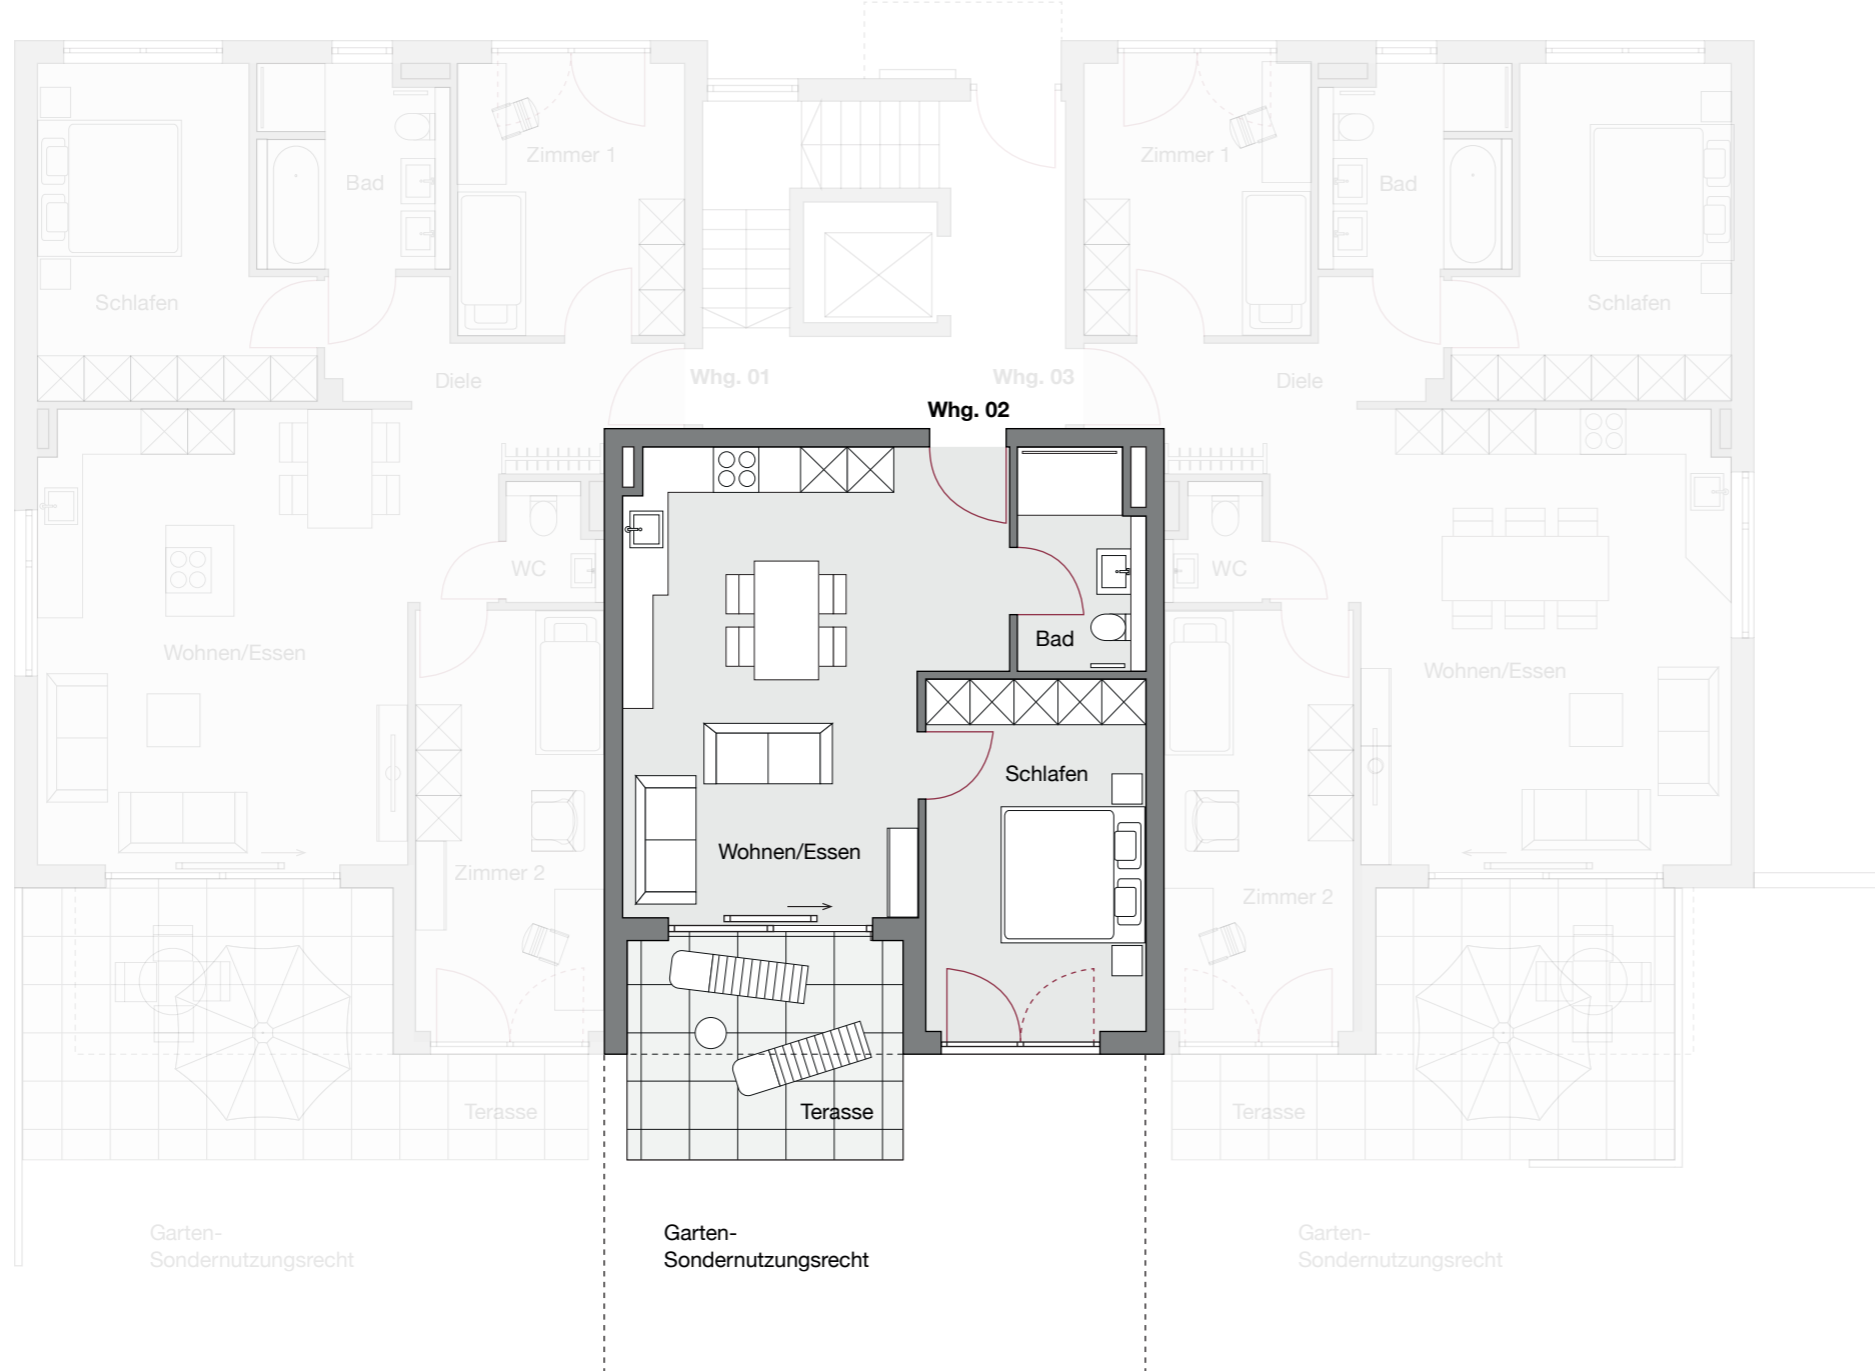 Zimmer 1
Zimmer 1
Bad
Bad
Schlafen
Schlafen
Diele
Whg. 01
Whg. 03
Diele
Whg. 02
WC
WC
Bad
Wohnen/Essen
Wohnen/Essen
Schlafen
Wohnen/Essen
Zimmer 2
Zimmer 2
Terasse
Terasse
Terasse
Garten-
Sondernutzungsrecht
Garten-
Sondernutzungsrecht
Garten-
Sondernutzungsrecht